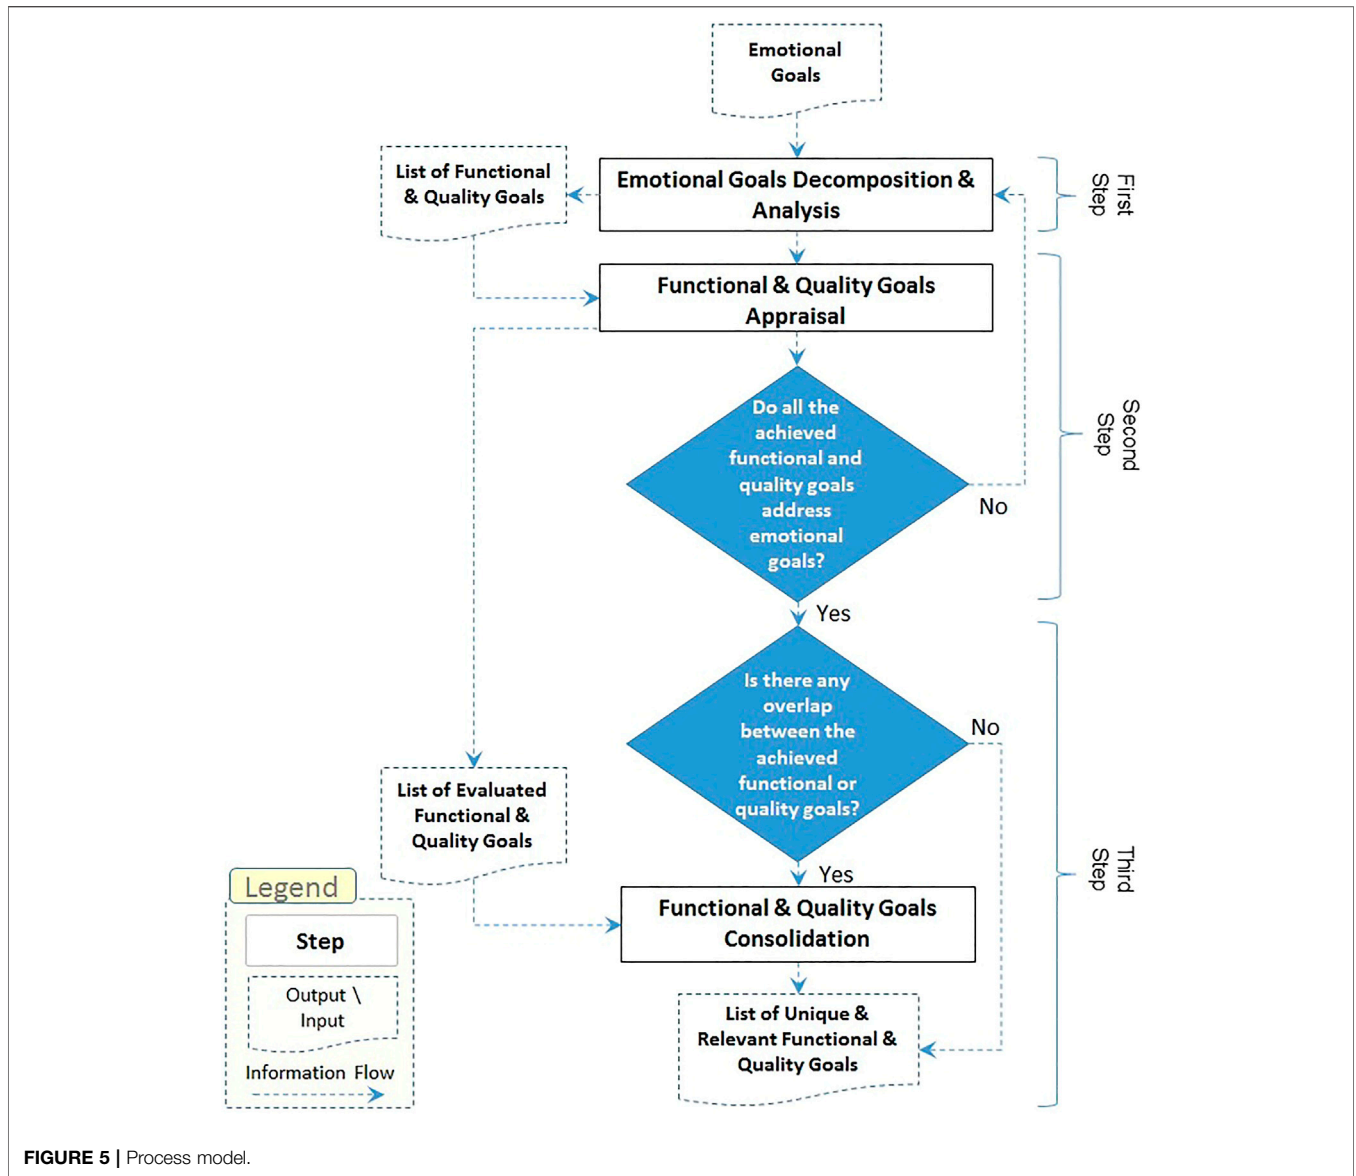 Emotional
Goals
List of Functional
& Quality Goals
Emotional Goals Decomposition &
Analysis
First
Step
Functional & Quality Goals
Appraisal
Do all the
achieved
functional and
quality goals
address
emotional
goals?
No
Second
Step
Yes
Is there any
overlap
between the
achieved
functional or
quality goals?
No
List of Evaluated
Functional &
Quality Goals
Yes
Third
Step
Functional & Quality Goals
Consolidation
List of Unique &
Relevant Functional &
Quality Goals
Legend
Step
Output \
Input
Information Flow
FIGURE 5 | Process model.